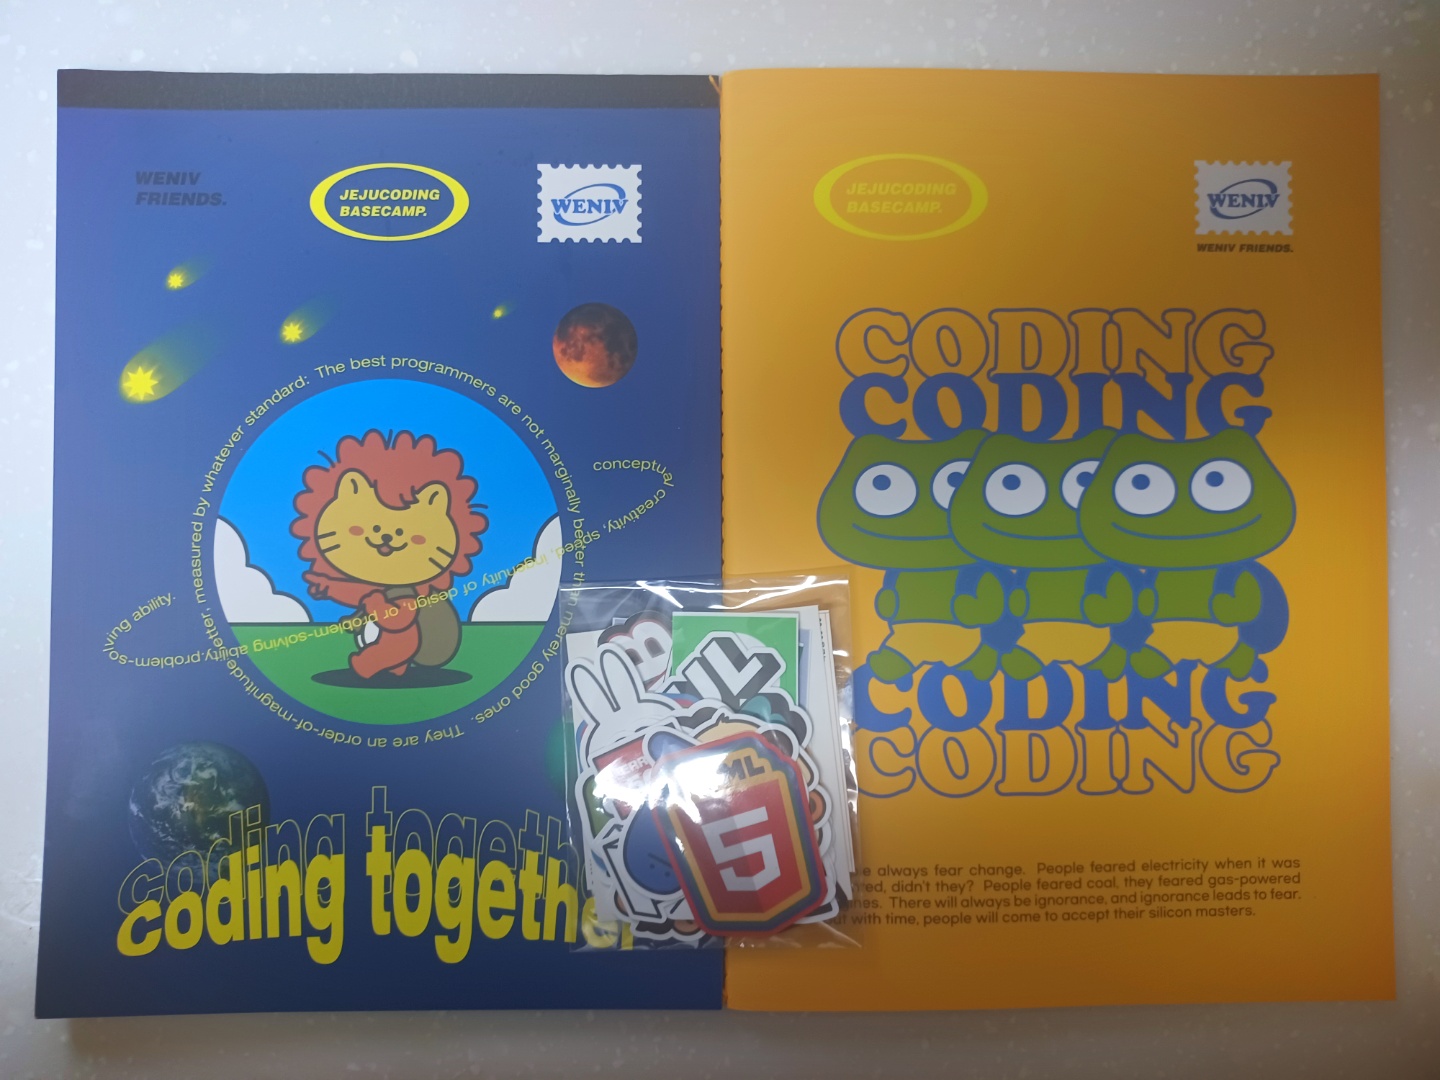 WENIV
FRIENDS.
JEJUCODING
BASECAMP.
WENIV
The best programmers are not marginally better than merely good ones. They are an order-of-magnitude better, measured by whatever standard:
conceptual creativity, speed, ingenuity of design, or problem-solving ability.problem-solving ability.
coding together
coding together
JEJUCODING
BASECAMP.
WENIV
WENIV FRIENDS.
CODING
CODING
CODING
CODING
always fear change. People feared electricity when it was
didn't they? People feared coal, they feared gas-powered
There will always be ignorance, and ignorance leads to fear.
with time, people will come to accept their silicon masters.
5